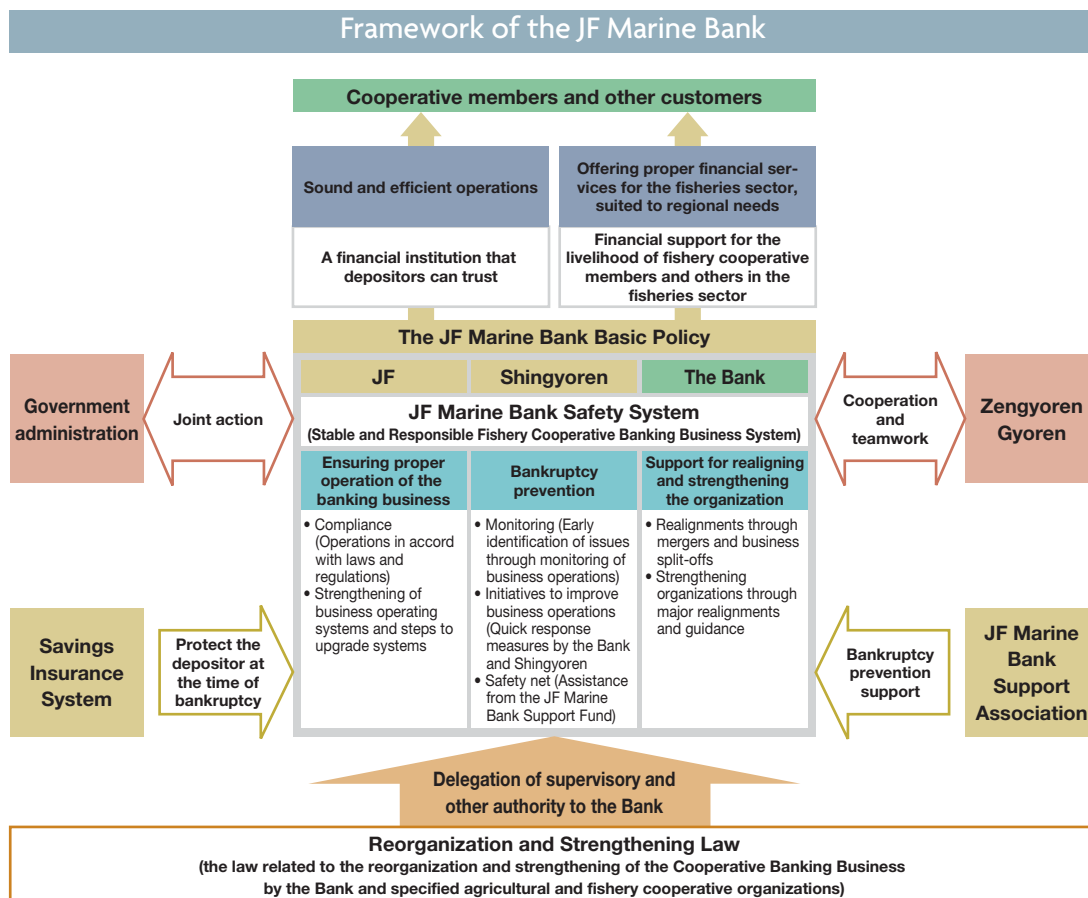 Framework of the JF Marine Bank
Cooperative members and other customers
Sound and efficient operations
Offering proper financial ser-
vices for the fisheries sector,
suited to regional needs
A financial institution that
depositors can trust
Financial support for the
livelihood of fishery cooperative
members and others in the
fisheries sector
The JF Marine Bank Basic Policy
JF
Shingyoren
The Bank
JF Marine Bank Safety System
(Stable and Responsible Fishery Cooperative Banking Business System)
Government
administration
Joint action
Cooperation
and
teamwork
Zengyoren
Gyoren
Ensuring proper
operation of the
banking business
Bankruptcy
prevention
Support for realigning
and strengthening
the organization
• Compliance
(Operations in accord
with laws and
regulations)
• Strengthening of
business operating
systems and steps to
upgrade systems
• Monitoring (Early
identification of issues
through monitoring of
business operations)
• Initiatives to improve
business operations
(Quick response
measures by the Bank
and Shingyoren
• Safety net (Assistance
from the JF Marine
Bank Support Fund)
• Realignments through
mergers and business
split-offs
• Strengthening
organizations through
major realignments
and guidance
Savings
Insurance
System
Protect the
depositor at
the time of
bankruptcy
Bankruptcy
prevention
support
JF Marine
Bank
Support
Association
Delegation of supervisory and
other authority to the Bank
Reorganization and Strengthening Law
(the law related to the reorganization and strengthening of the Cooperative Banking Business
by the Bank and specified agricultural and fishery cooperative organizations)